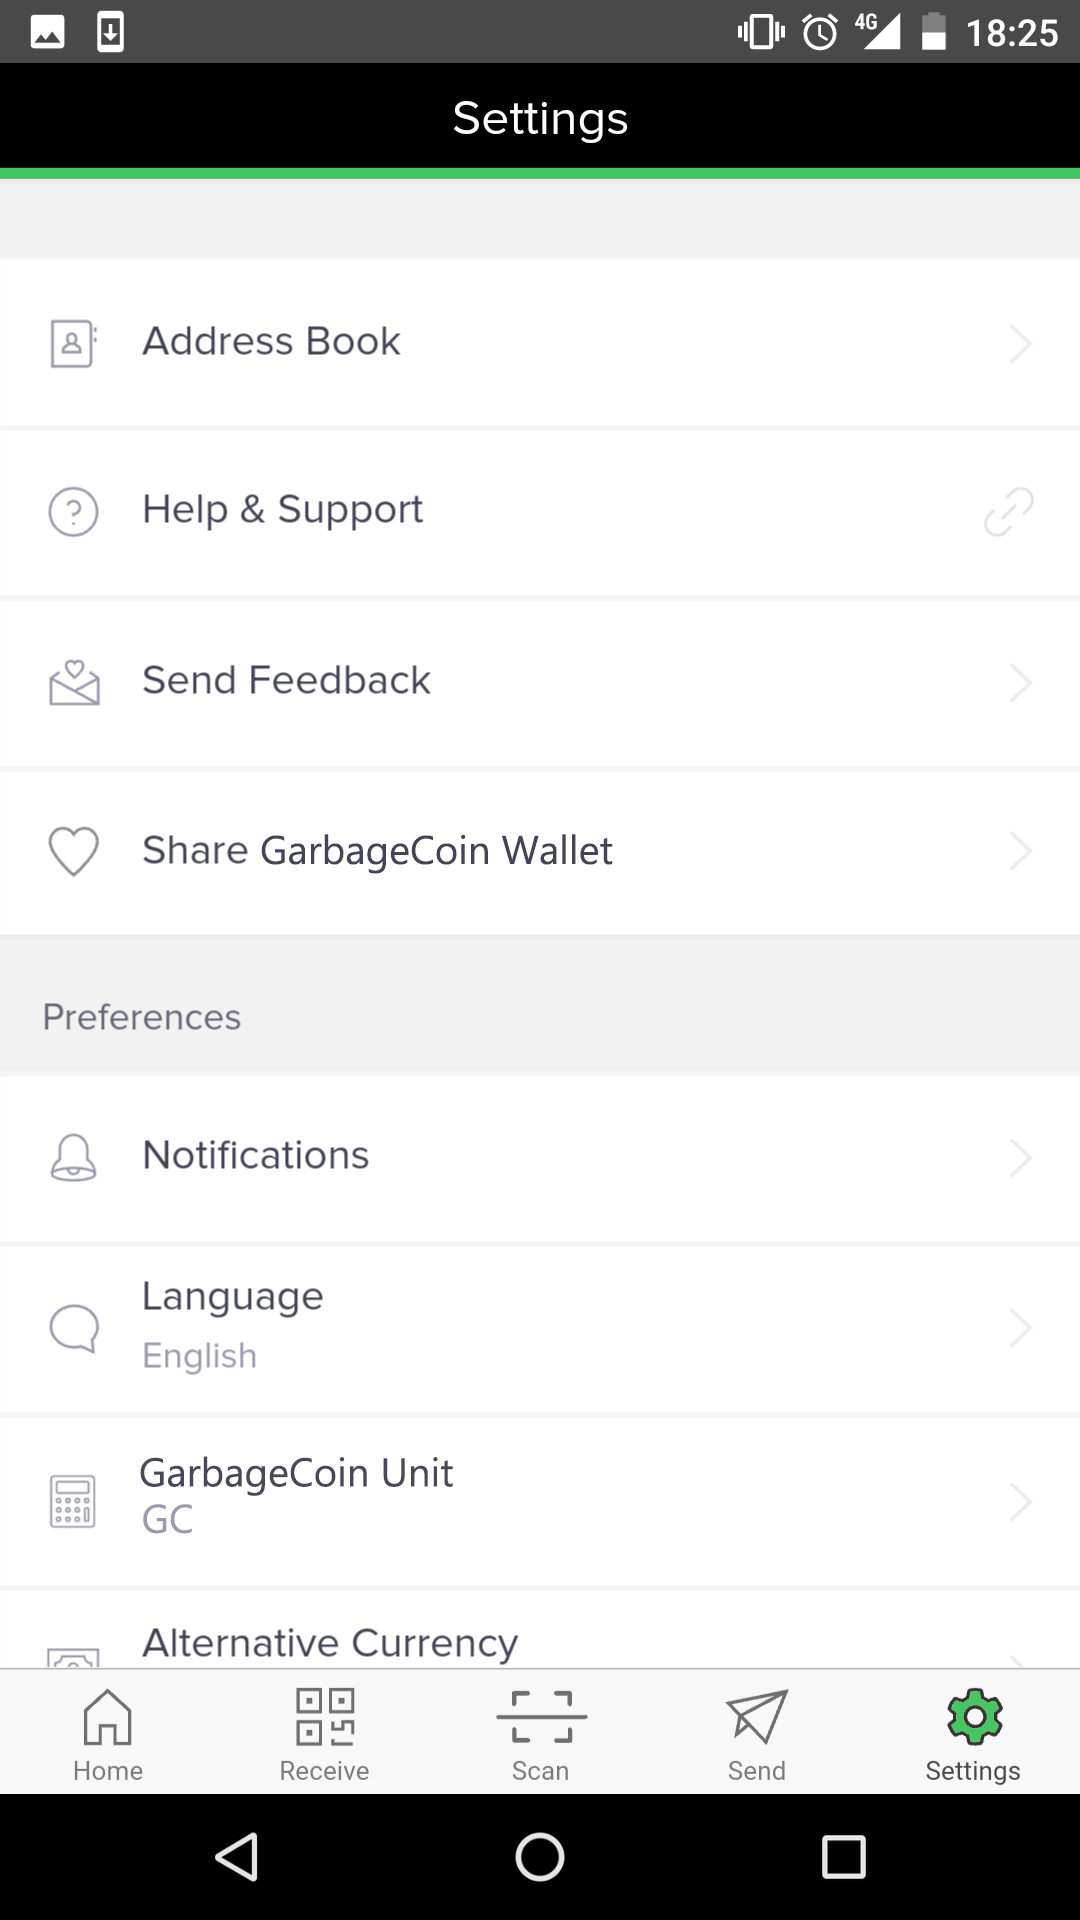 4G 18:25
Settings
Address Book
Help & Support
Send Feedback
Share GarbageCoin Wallet
Preferences
Notifications
Language
English
GarbageCoin Unit
GC
Alternative Currency
Home Receive Scan Send Settings